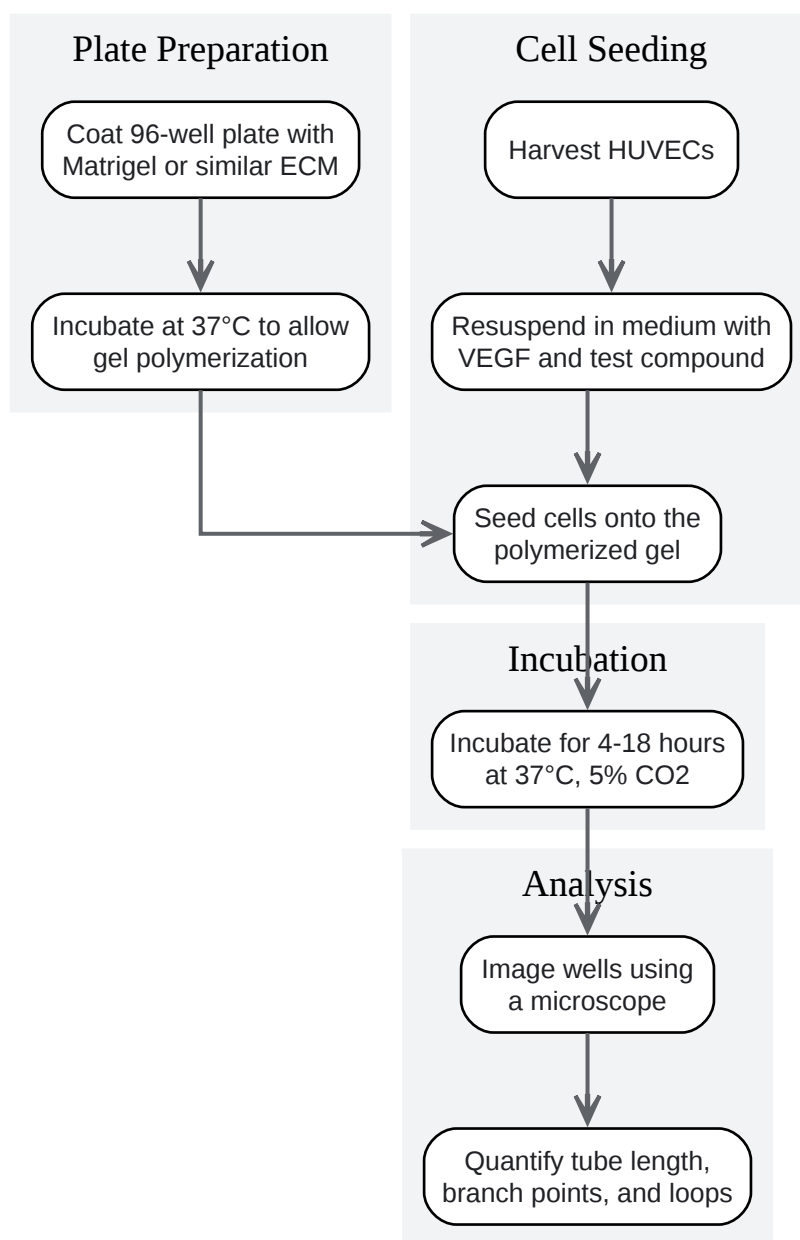 Plate Preparation
Coat 96-well plate with
Matrigel or similar ECM
Incubate at 37°C to allow
gel polymerization
Cell Seeding
Harvest HUVECs
Resuspend in medium with
VEGF and test compound
Seed cells onto the
polymerized gel
Incubation
Incubate for 4-18 hours
at 37°C, 5% CO2
Analysis
Image wells using
a microscope
Quantify tube length,
branch points, and loops